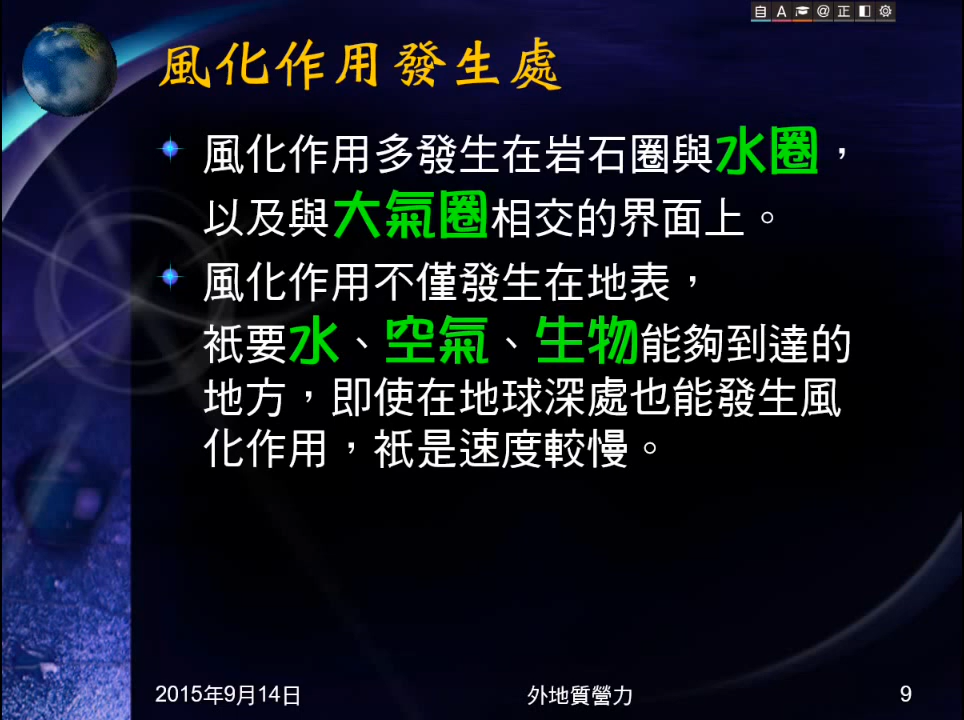 自 A @ 正
風化作用發生處
風化作用多發生在岩石圈與水圈，
以及與大氣圈相交的界面上。
風化作用不僅發生在地表，
祇要水、空氣、生物能夠到達的
地方，即使在地球深處也能發生風
化作用，祇是速度較慢。
2015年9月14日 外地質營力 9